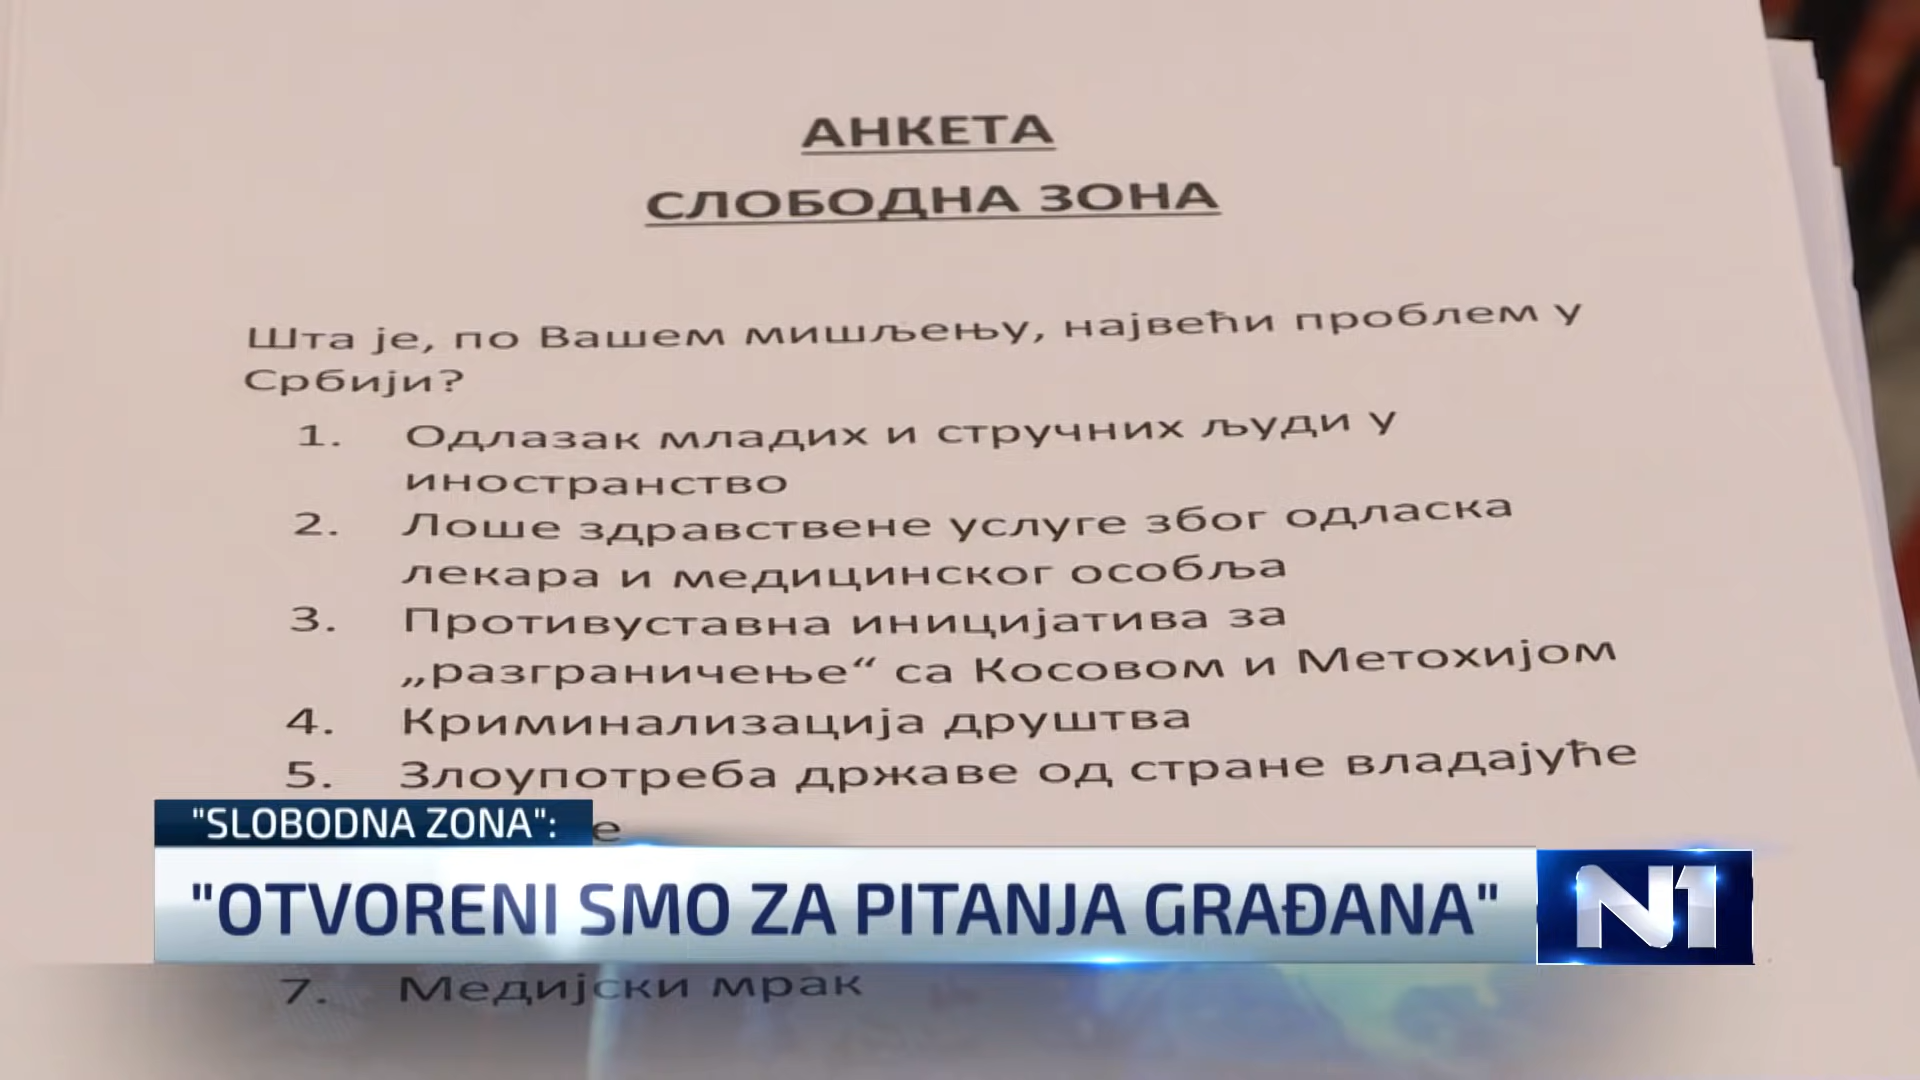 АНКЕТА
СЛОБОДНА ЗОНА
Шта је, по Вашем мишљењу, највећи проблем у
Србији?
1. Одлазак младих и стручних људи у
иностранство
2. Лоше здравствене услуге због одласка
лекара и медицинског особља
3. Противуставна иницијатива за
„разграничење“ са Косовом и Метохијом
4. Криминализација друштва
5. Злоупотреба државе од стране владајуће
"SLOBODNA ZONA":
"OTVORENI SMO ZA PITANJA GRAĐANA"
N1
7. Медијски мрак